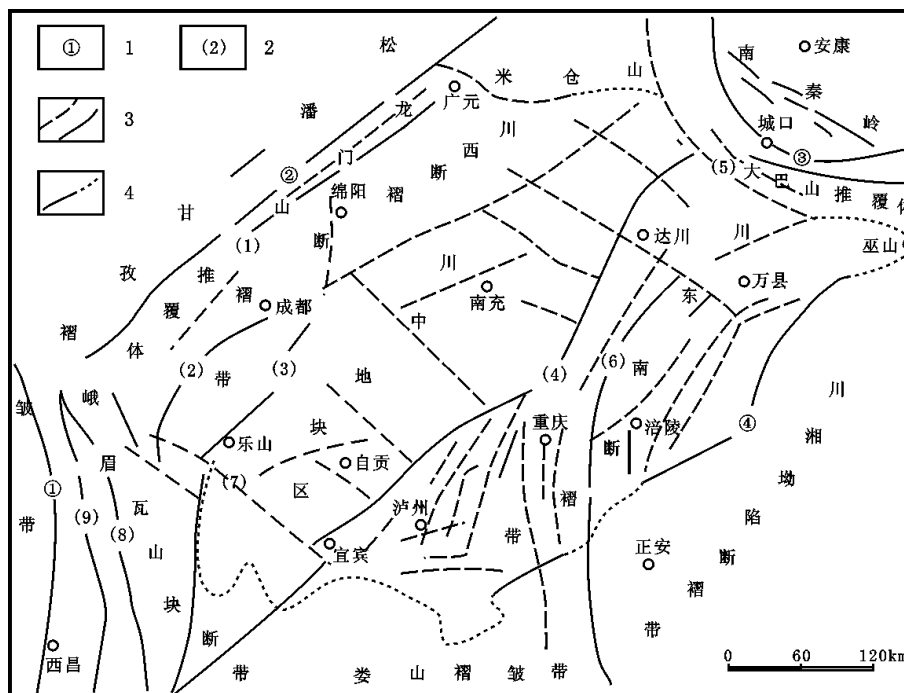 ① 1
(2) 2
3
4
松潘甘孜褶皱带
龙门山推覆体
川西褶断带
川中地块区
川东南断褶带
米仓山
南秦岭
大巴山推覆体
峨眉瓦山块断带
娄山褶皱带
川湘坳陷断褶带
安康
城口
广元
绵阳
达川
巫山
万县
南充
成都
重庆
涪陵
乐山
自贡
泸州
宜宾
正安
西昌
①
②
③
④
(1)
(2)
(3)
(4)
(5)
(6)
(7)
(8)
(9)
0 60 120km